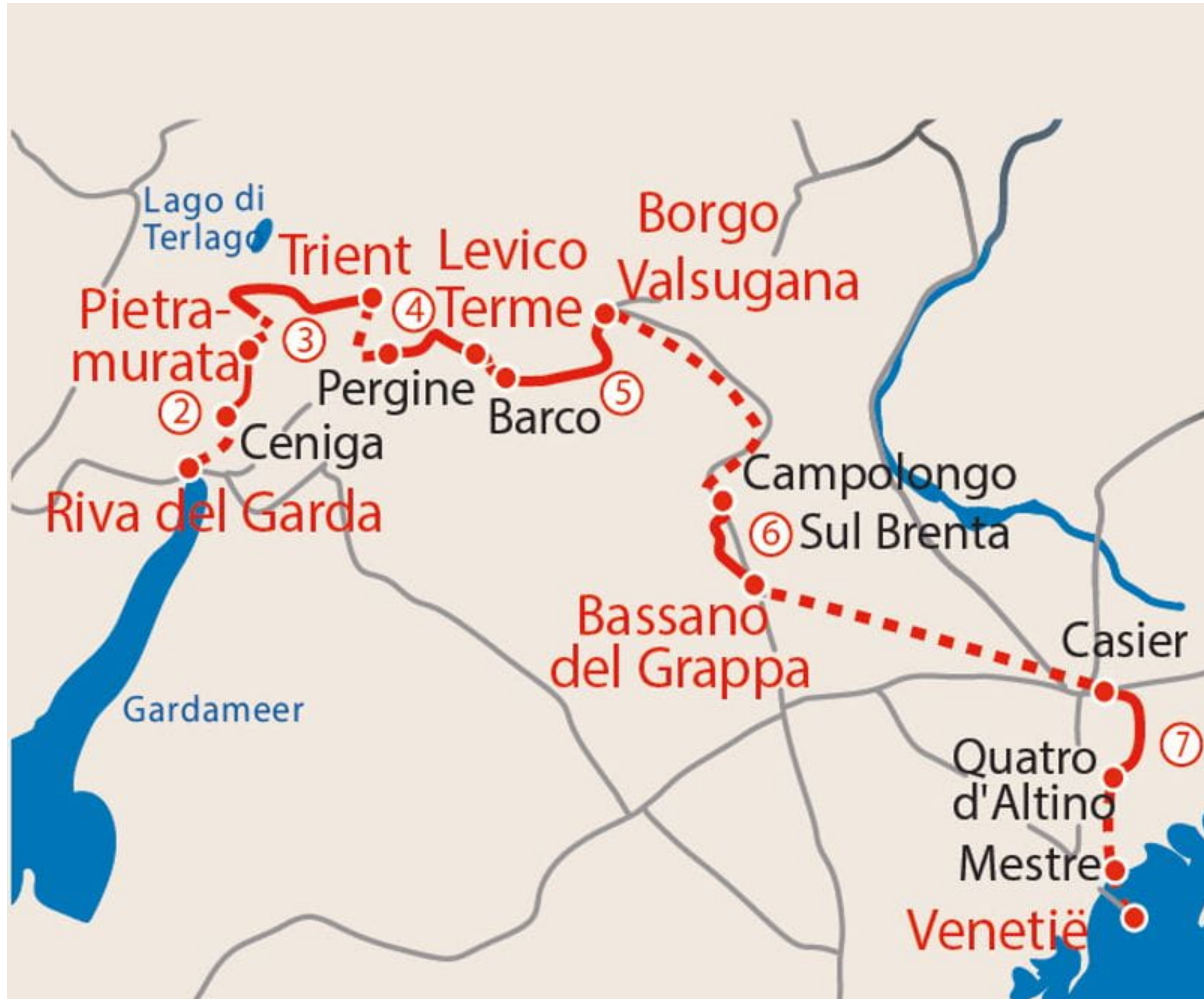 Lago di
Terlago
Trient
Levico
Terme
Borgo
Valsugana
Pietra-
murata
3
4
Pergine
Barco
5
2
Ceniga
Riva del Garda
Campolongo
Sul Brenta
6
Bassano
del Grappa
Casier
Gardameer
7
Quatro
d'Altino
Mestre
Venetië